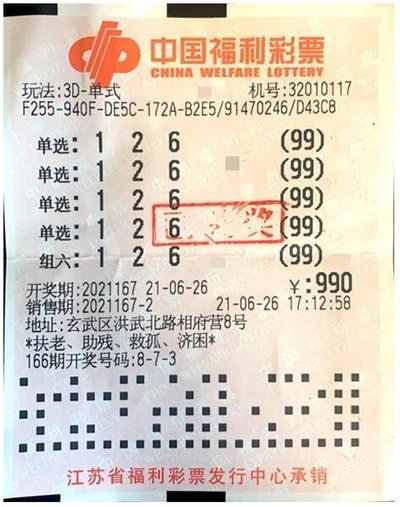 中国福利彩票
CHINA WELFARE LOTTERY
玩法:3D-单式 机号:32010117
F255-940F-DE5C-172A-B2E5/91470246/D43C8
单选:1 2 6 (99)
单选:1 2 6 (99)
单选:1 2 6 (99)
单选:1 2 6 (99)
组六:1 2 6 (99)
开奖期:2021167 21-06-26 ¥:990
销售期:2021167-2 21-06-26 17:12:58
地址:玄武区洪武北路相府营8号
*扶老、助残、救孤、济困*
166期开奖号码:8-7-3
江苏省福利彩票发行中心承销